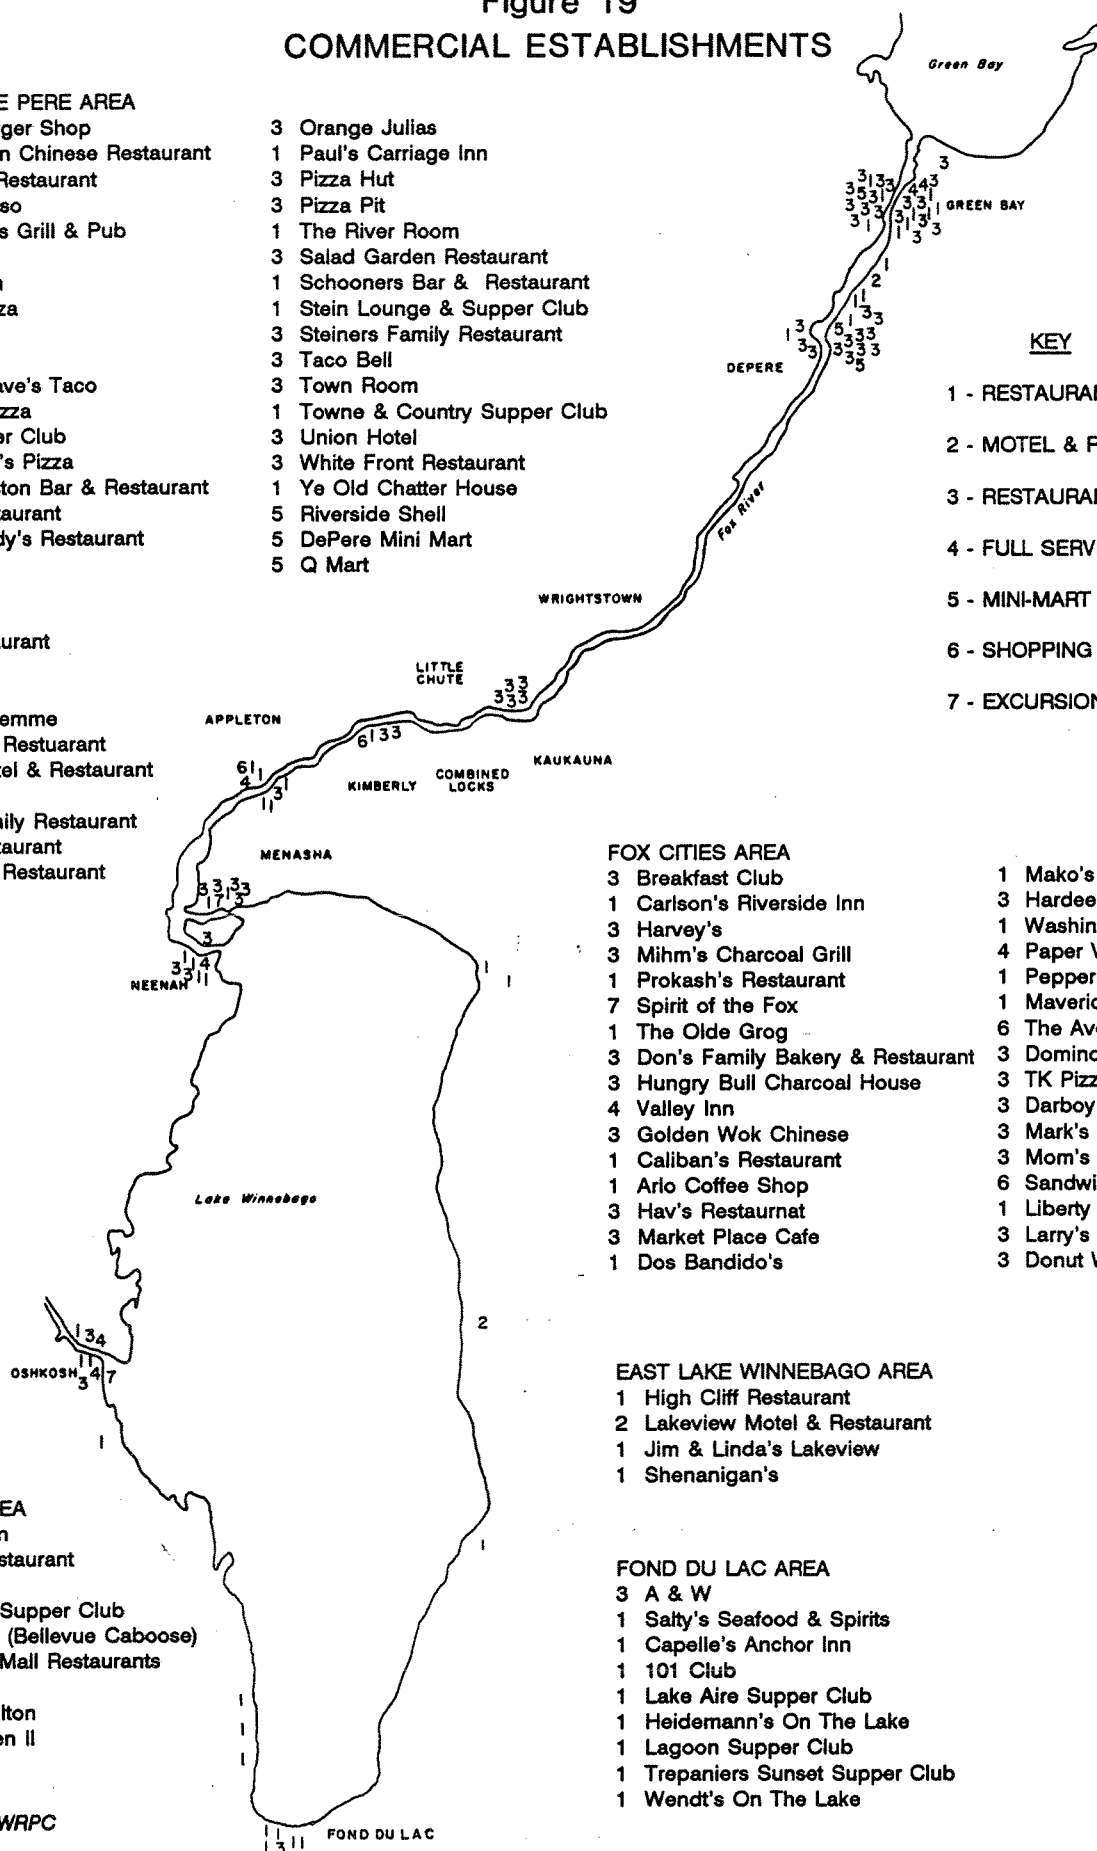 Figure 19
COMMERCIAL ESTABLISHMENTS
E PERE AREA
ger Shop
n Chinese Restaurant
Restaurant
so
s Grill & Pub
za
ave's Taco
zza
er Club
's Pizza
ton Bar & Restaurant
taurant
dy's Restaurant
urant
emme
Restuarant
el & Restaurant
ily Restaurant
taurant
Restaurant
3 Orange Julias
1 Paul's Carriage Inn
3 Pizza Hut
3 Pizza Pit
1 The River Room
3 Salad Garden Restaurant
1 Schooners Bar & Restaurant
1 Stein Lounge & Supper Club
3 Steiners Family Restaurant
3 Taco Bell
3 Town Room
1 Towne & Country Supper Club
3 Union Hotel
3 White Front Restaurant
1 Ye Old Chatter House
5 Riverside Shell
5 DePere Mini Mart
5 Q Mart
Green Bay
GREEN BAY
DEPERE
Fox River
WRIGHTSTOWN
LITTLE
CHUTE
APPLETON
KAUKAUNA
COMBINED
LOCKS
KIMBERLY
MENASHA
NEENAH
Lake Winnebago
OSHKOSH
FOND DU LAC
KEY
1 - RESTAURA
2 - MOTEL &
3 - RESTAURA
4 - FULL SERV
5 - MINI-MART
6 - SHOPPING
7 - EXCURSION
FOX CITIES AREA
3 Breakfast Club
1 Carlson's Riverside Inn
3 Harvey's
3 Mihm's Charcoal Grill
1 Prokash's Restaurant
7 Spirit of the Fox
1 The Olde Grog
3 Don's Family Bakery & Restaurant
3 Hungry Bull Charcoal House
4 Valley Inn
3 Golden Wok Chinese
1 Caliban's Restaurant
1 Arlo Coffee Shop
3 Hav's Restaurnat
3 Market Place Cafe
1 Dos Bandido's
1 Mako's
3 Hardee
1 Washin
4 Paper
1 Pepper
1 Maveric
6 The Av
3 Domino
3 TK Pizz
3 Darboy
3 Mark's
3 Mom's
6 Sandwi
1 Liberty
3 Larry's
3 Donut
EAST LAKE WINNEBAGO AREA
1 High Cliff Restaurant
2 Lakeview Motel & Restaurant
1 Jim & Linda's Lakeview
1 Shenanigan's
FOND DU LAC AREA
3 A & W
1 Salty's Seafood & Spirits
1 Capelle's Anchor Inn
1 101 Club
1 Lake Aire Supper Club
1 Heidemann's On The Lake
1 Lagoon Supper Club
1 Trepaniers Sunset Supper Club
1 Wendt's On The Lake
EA
n
staurant
Supper Club
(Bellevue Caboose)
Mall Restaurants
lton
en II
WRPC